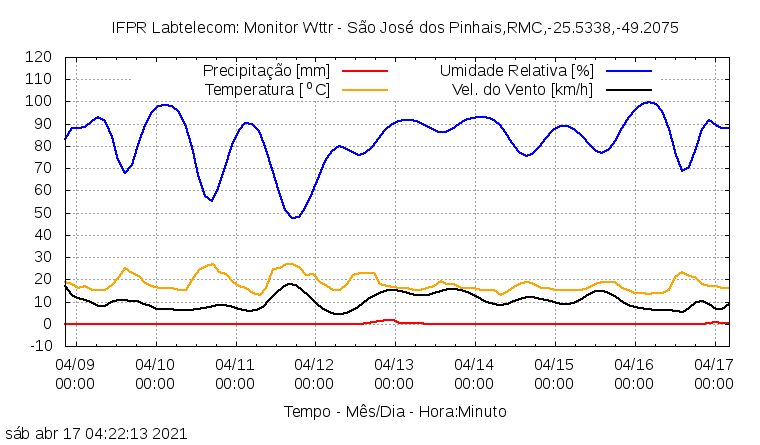 IFPR Labtelecom: Monitor Wttr - São José dos Pinhais,RMC,-25.5338,-49.2075
120
110
100
90
80
70
60
50
40
30
20
10
0
-10
Precipitação [mm]
Temperatura [⁰C]
Umidade Relativa [%]
Vel. do Vento [km/h]
04/09 04/10 04/11 04/12 04/13 04/14 04/15 04/16 04/17
00:00 00:00 00:00 00:00 00:00 00:00 00:00 00:00 00:00
Tempo - Mês/Dia - Hora:Minuto
sáb abr 17 04:22:13 2021